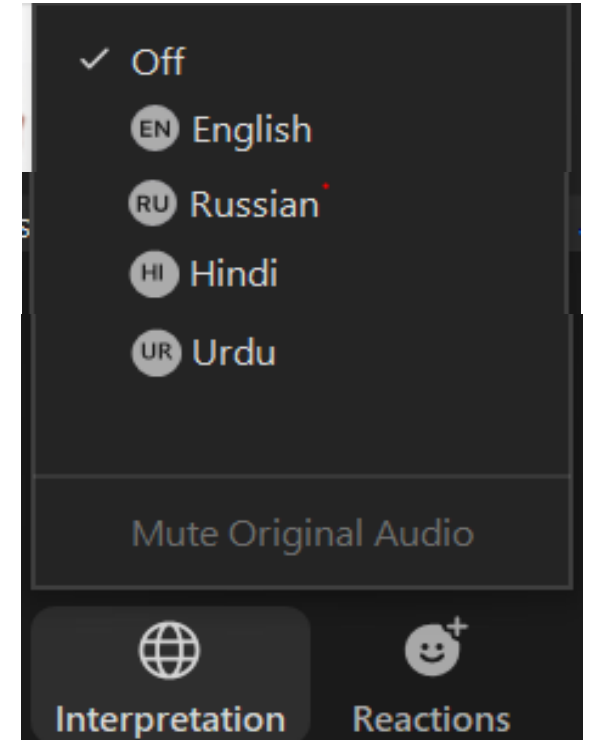 Off
EN English
RU Russian*
HI Hindi
UR Urdu
Mute Original Audio
Interpretation Reactions